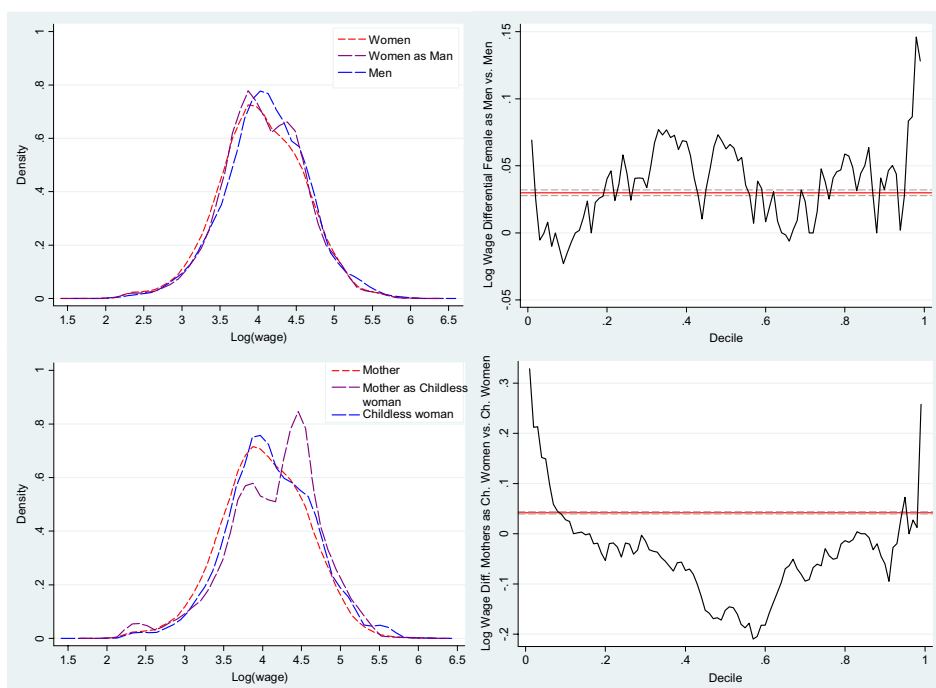 Density
1
.8
.6
.4
.2
0
Women
Women as Man
Men
1.5 2 2.5 3 3.5 4 4.5 5 5.5 6 6.5
Log(wage)
Log Wage Differential Female as Men vs. Men
.15
.1
.05
0
-.05
0 .2 .4 .6 .8 1
Decile
Density
1
.8
.6
.4
.2
0
Mother
Mother as Childless
woman
Childless woman
1.5 2 2.5 3 3.5 4 4.5 5 5.5 6 6.5
Log(wage)
Log Wage Diff. Mothers as Ch. Women vs. Ch. Women
.3
.2
.1
0
-.1
-.2
0 .2 .4 .6 .8 1
Decile